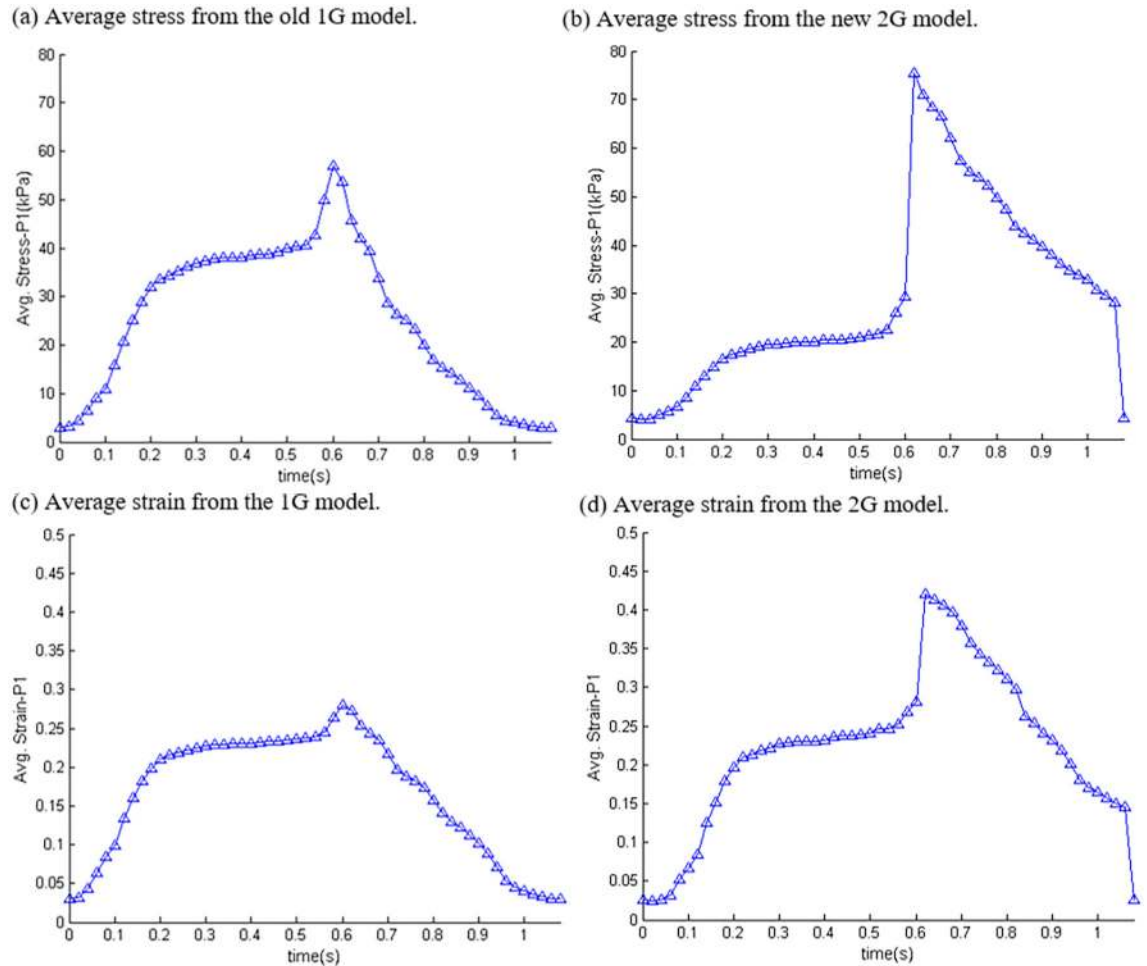 (a) Average stress from the old 1G model.
80
70
60
50
40
30
20
10
0
Avg. Stress-P1(kPa)
0 0.1 0.2 0.3 0.4 0.5 0.6 0.7 0.8 0.9 1
time(s)
(b) Average stress from the new 2G model.
80
70
60
50
40
30
20
10
0
Avg. Stress-P1(kPa)
0 0.1 0.2 0.3 0.4 0.5 0.6 0.7 0.8 0.9 1
time(s)
(c) Average strain from the 1G model.
0.5
0.45
0.4
0.35
0.3
0.25
0.2
0.15
0.1
0.05
0
Avg. Strain-P1
0 0.1 0.2 0.3 0.4 0.5 0.6 0.7 0.8 0.9 1
time(s)
(d) Average strain from the 2G model.
0.5
0.45
0.4
0.35
0.3
0.25
0.2
0.15
0.1
0.05
0
Avg. Strain-P1
0 0.1 0.2 0.3 0.4 0.5 0.6 0.7 0.8 0.9 1
time(s)